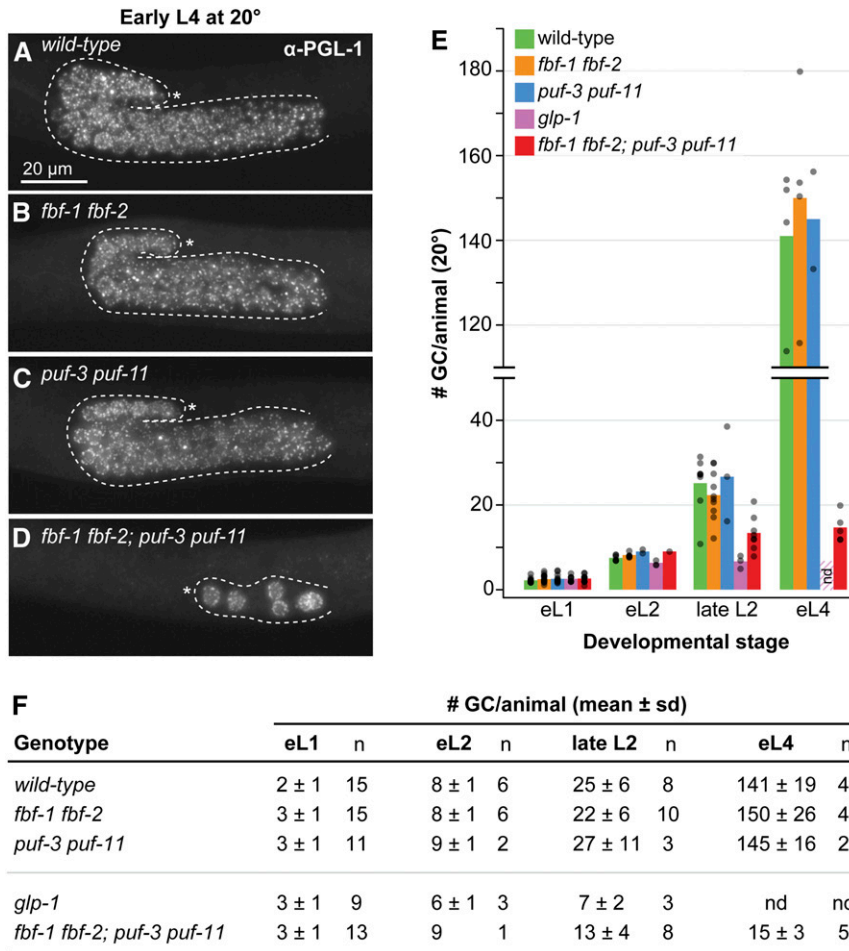 Early L4 at 20°
A wild-type α-PGL-1
*
20 µm
B fbf-1 fbf-2
*
C puf-3 puf-11
*
D fbf-1 fbf-2; puf-3 puf-11
*
E
wild-type
fbf-1 fbf-2
puf-3 puf-11
glp-1
fbf-1 fbf-2; puf-3 puf-11
# GC/animal (20°)
180
160
140
120
40
20
0
nd
eL1 eL2 late L2 eL4
Developmental stage
F
# GC/animal (mean ± sd)
Genotype eL1 n eL2 n late L2 n eL4 n
wild-type 2 ± 1 15 8 ± 1 6 25 ± 6 8 141 ± 19 4
fbf-1 fbf-2 3 ± 1 15 8 ± 1 6 22 ± 6 10 150 ± 26 4
puf-3 puf-11 3 ± 1 11 9 ± 1 2 27 ± 11 3 145 ± 16 2
glp-1 3 ± 1 9 6 ± 1 3 7 ± 2 3 nd nd
fbf-1 fbf-2; puf-3 puf-11 3 ± 1 13 9 1 13 ± 4 8 15 ± 3 5